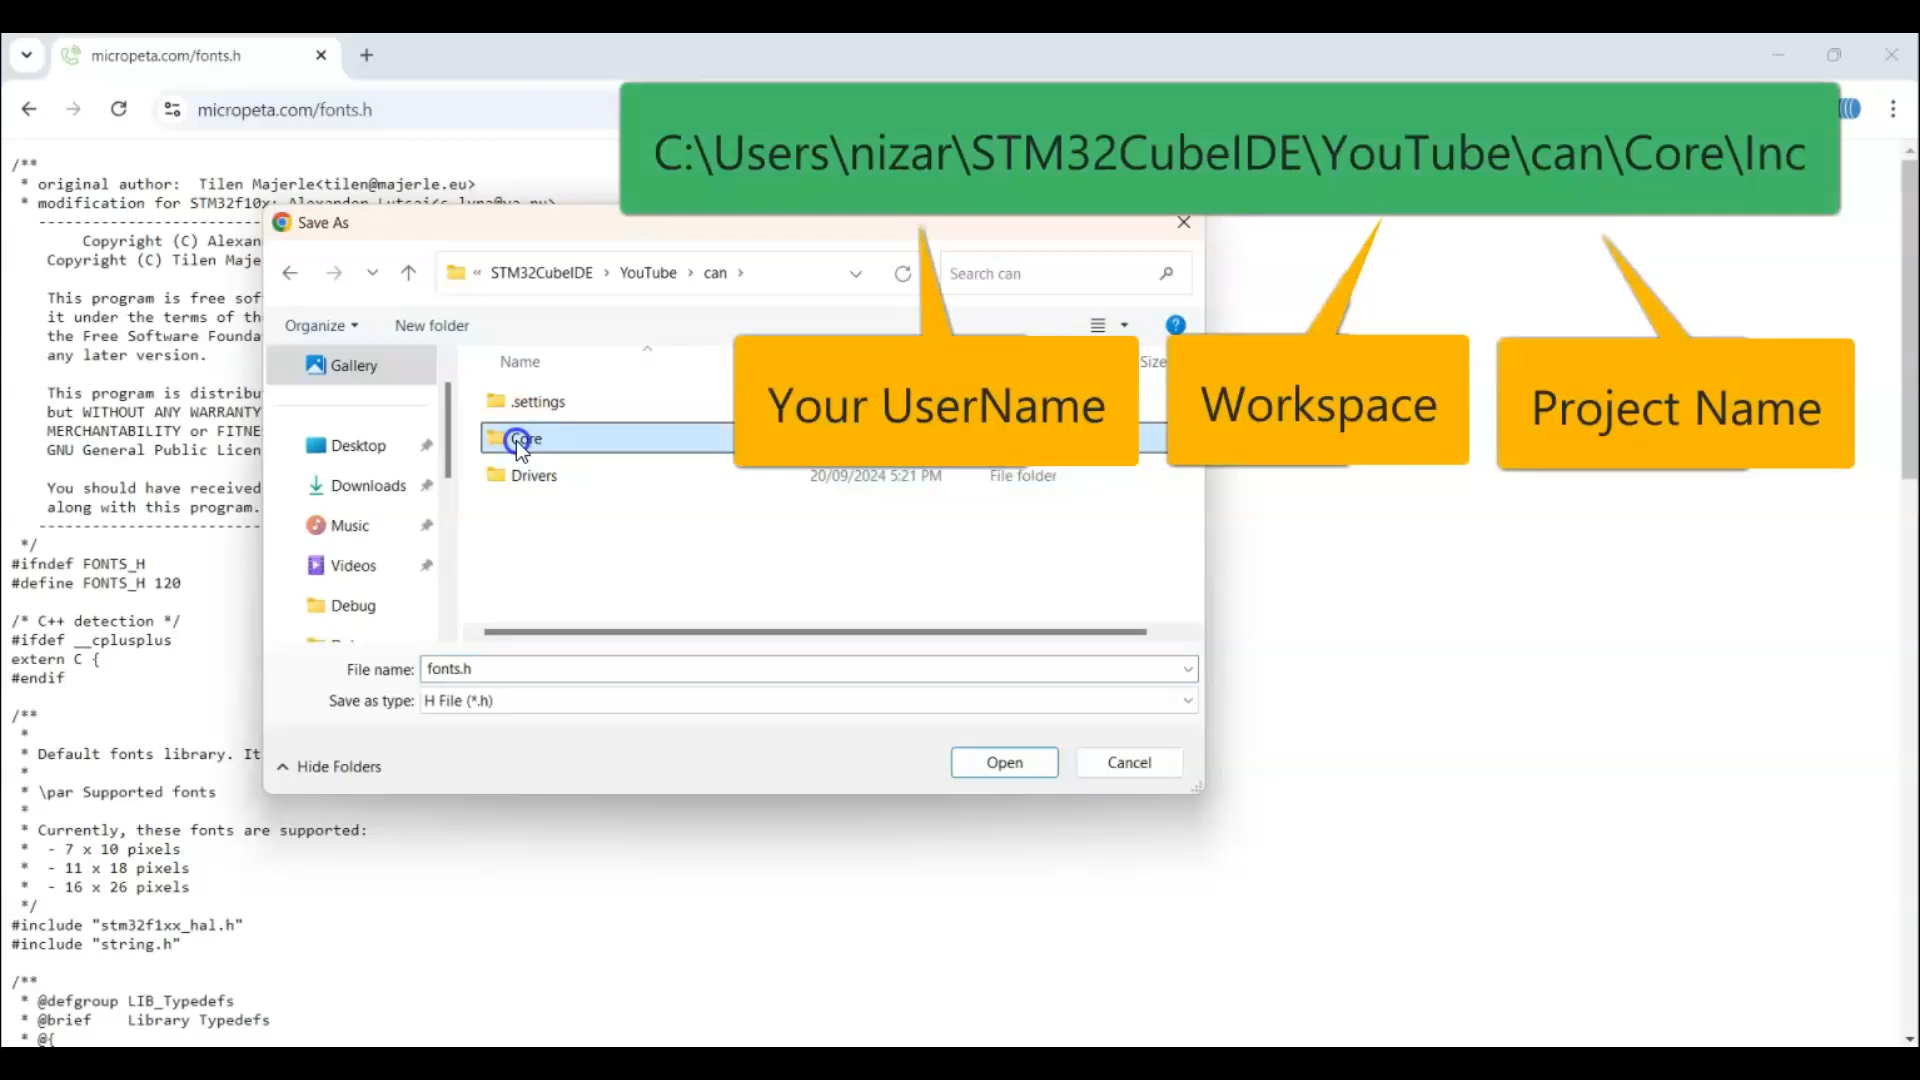 micropeta.com/fonts.h
micropeta.com/fonts.h
C:\Users\nizar\STM32CubeIDE\YouTube\can\Core\Inc
Your UserName
Workspace
Project Name
/**
* original author: Tilen Majerle<tilen@majerle.eu>
* modification for STM32f10x: Alexander Lutsai<s.lyra@ya.ru>
----------------------
Copyright (C) Alexan
Copyright (C) Tilen Maje
This program is free sof
it under the terms of th
the Free Software Founda
any later version.
This program is distribut
but WITHOUT ANY WARRANTY
MERCHANTABILITY or FITNE
GNU General Public Licen
You should have received
along with this program.
----------------------
*/
#ifndef FONTS_H
#define FONTS_H 120
/* C++ detection */
#ifdef __cplusplus
extern C {
#endif
/**
*
* Default fonts library. It
*
* \par Supported fonts
*
* Currently, these fonts are supported:
* - 7 x 10 pixels
* - 11 x 18 pixels
* - 16 x 26 pixels
*/
#include "stm32f1xx_hal.h"
#include "string.h"
/**
* @defgroup LIB_Typedefs
* @brief Library Typedefs
* @{
Save As
« STM32CubeIDE › YouTube › can ›
Search can
Organize
New folder
Gallery
Desktop
Downloads
Music
Videos
Debug
Name
Size
.settings
Core
Drivers 20/09/2024 5:21 PM File folder
File name: fonts.h
Save as type: H File (*.h)
Hide Folders
Open
Cancel